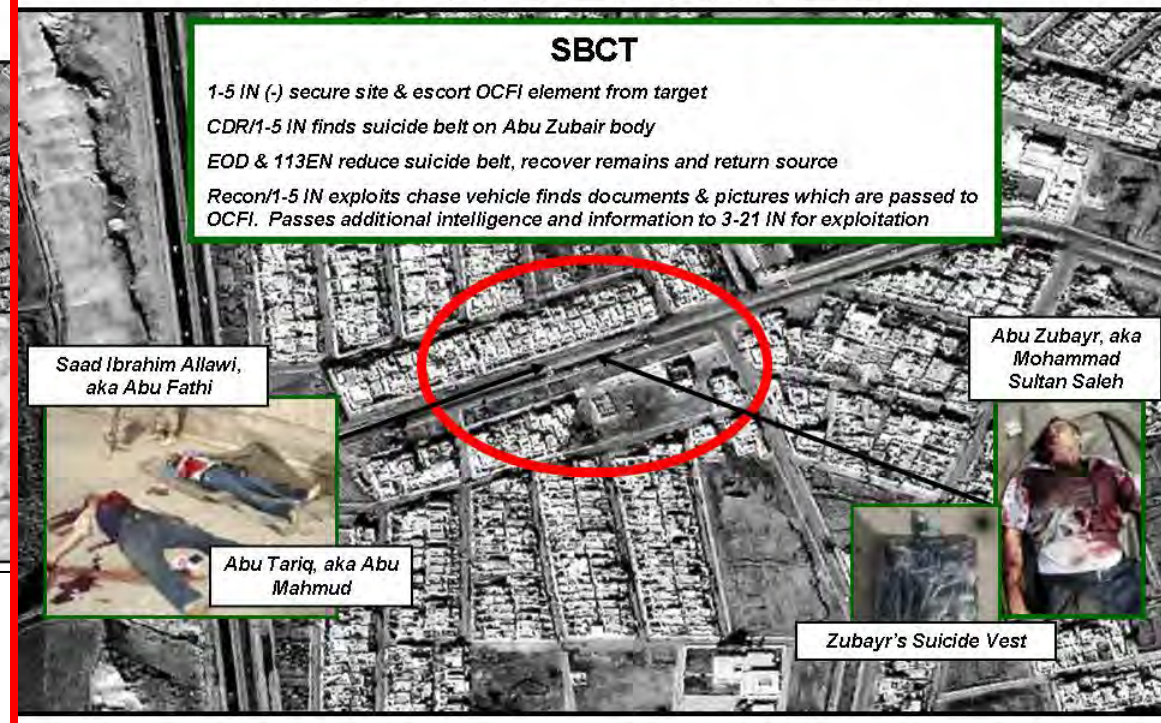 SBCT
1-5 IN (-) secure site & escort OCFI element from target
CDR/1-5 IN finds suicide belt on Abu Zubair body
EOD & 113EN reduce suicide belt, recover remains and return source
Recon/1-5 IN exploits chase vehicle finds documents & pictures which are passed to
OCFI. Passes additional intelligence and information to 3-21 IN for exploitation
Saad Ibrahim Allawi,
aka Abu Fathi
Abu Zubayr, aka
Mohammad
Sultan Saleh
Abu Tariq, aka Abu
Mahmud
Zubayr's Suicide Vest